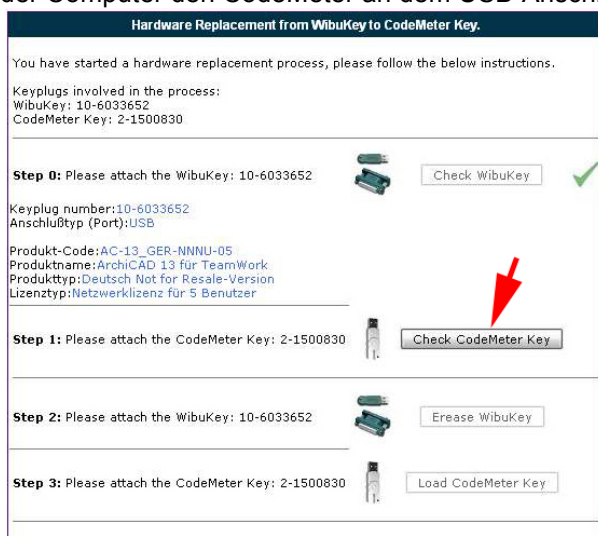 der Computer den CodeMeter an dem USB-Ansch
Hardware Replacement from WibuKey to CodeMeter Key.
You have started a hardware replacement process, please follow the below instructions.
Keyplugs involved in the process:
WibuKey: 10-6033652
CodeMeter Key: 2-1500830
Step 0: Please attach the WibuKey: 10-6033652 Check WibuKey
Keyplug number:10-6033652
Anschlußtyp (Port):USB
Produkt-Code:AC-13_GER-NNNU-05
Produktname:ArchiCAD 13 für TeamWork
Produkttyp:Deutsch Not for Resale-Version
Lizenztyp:Netzwerklizenz für 5 Benutzer
Step 1: Please attach the CodeMeter Key: 2-1500830 Check CodeMeter Key
Step 2: Please attach the WibuKey: 10-6033652 Erease WibuKey
Step 3: Please attach the CodeMeter Key: 2-1500830 Load CodeMeter Key